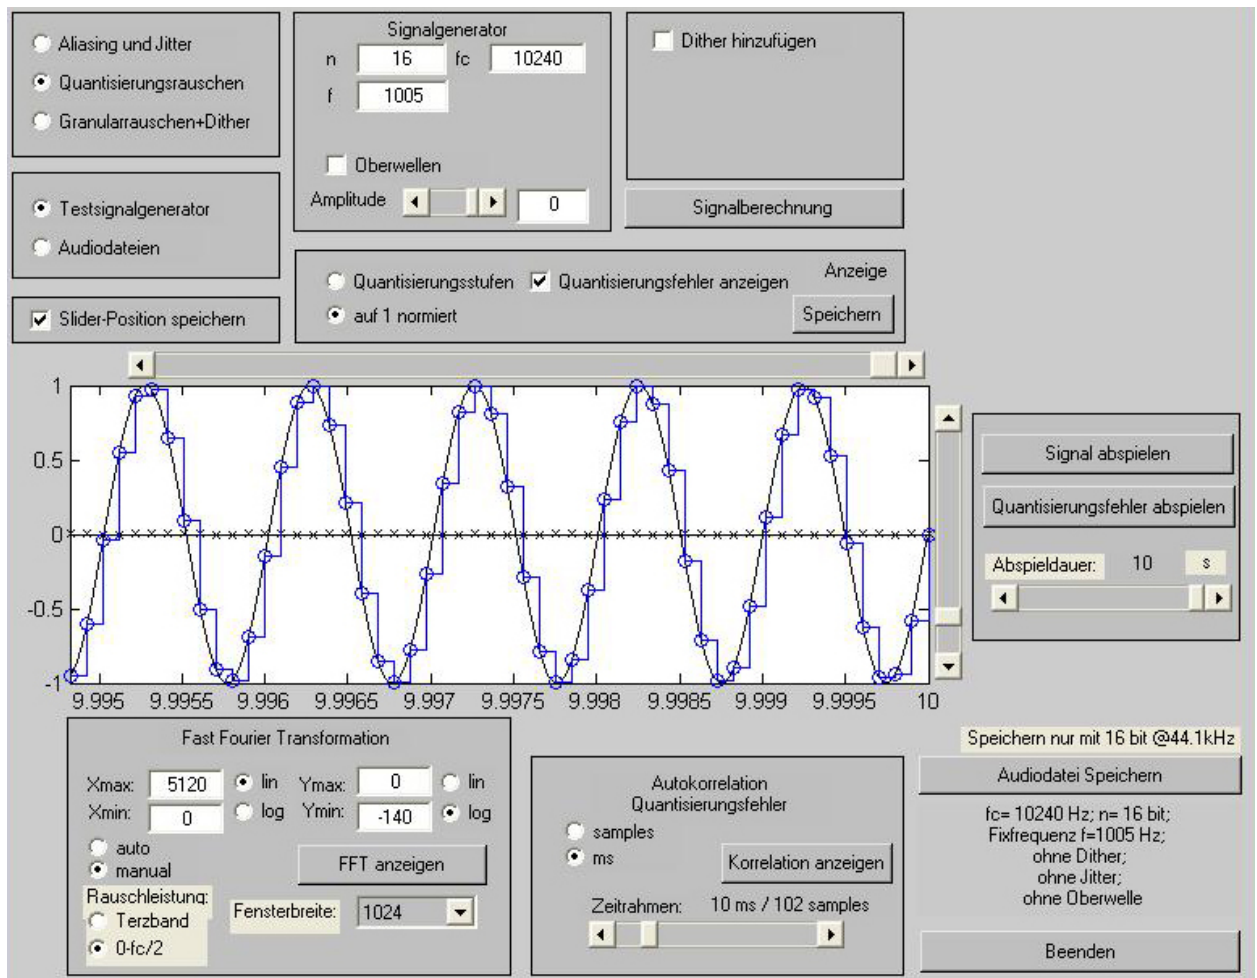 Aliasing und Jitter
Quantisierungsrauschen
Granularrauschen+Dither
Testsignalgenerator
Audiodateien
Slider-Position speichern
Signalgenerator
n 16 fc 10240
f 1005
Oberwellen
Amplitude 0
Dither hinzufügen
Signalberechnung
Anzeige
Quantisierungsstufen Quantisierungsfehler anzeigen
auf 1 normiert Speichern
1
0.5
0
-0.5
-1
9.995 9.9955 9.996 9.9965 9.997 9.9975 9.998 9.9985 9.999 9.9995 10
Signal abspielen
Quantisierungsfehler abspielen
Abspieldauer: 10 s
Fast Fourier Transformation
Xmax: 5120 lin Ymax: 0 lin
Xmin: 0 log Ymin: -140 log
auto
manual
FFT anzeigen
Rauschleistung:
Terzband
0-fc/2
Fensterbreite: 1024
Autokorrelation
Quantisierungsfehler
samples
ms
Korrelation anzeigen
Zeitrahmen: 10 ms / 102 samples
Speichern nur mit 16 bit @44.1kHz
Audiodatei Speichern
fc= 10240 Hz; n= 16 bit;
Fixfrequenz f=1005 Hz;
ohne Dither;
ohne Jitter;
ohne Oberwelle
Beenden